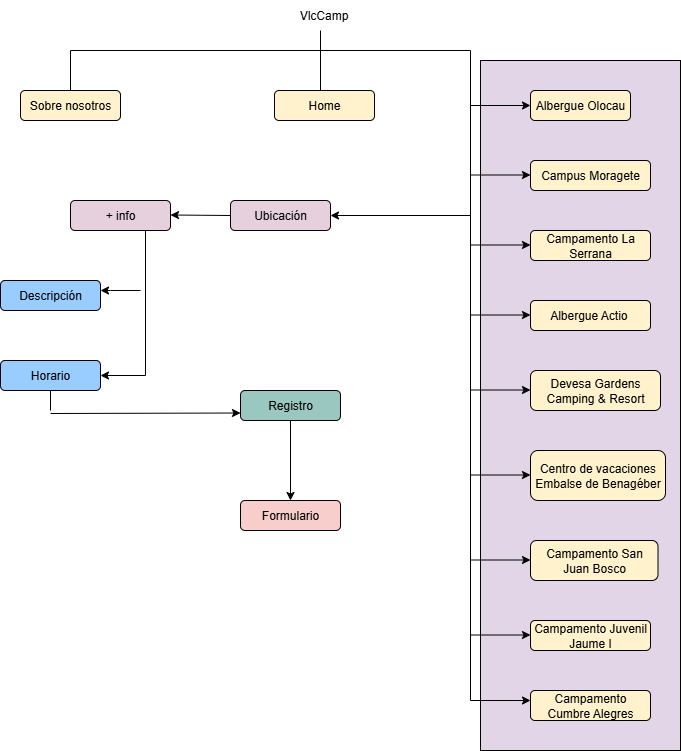 VlcCamp
Sobre nosotros
Home
Albergue Olocau
Campus Moragete
+ info
Ubicación
Campamento La
Serrana
Descripción
Albergue Actio
Horario
Devesa Gardens
Camping & Resort
Registro
Centro de vacaciones
Embalse de Benagéber
Formulario
Campamento San
Juan Bosco
Campamento Juvenil
Jaume I
Campamento
Cumbre Alegres